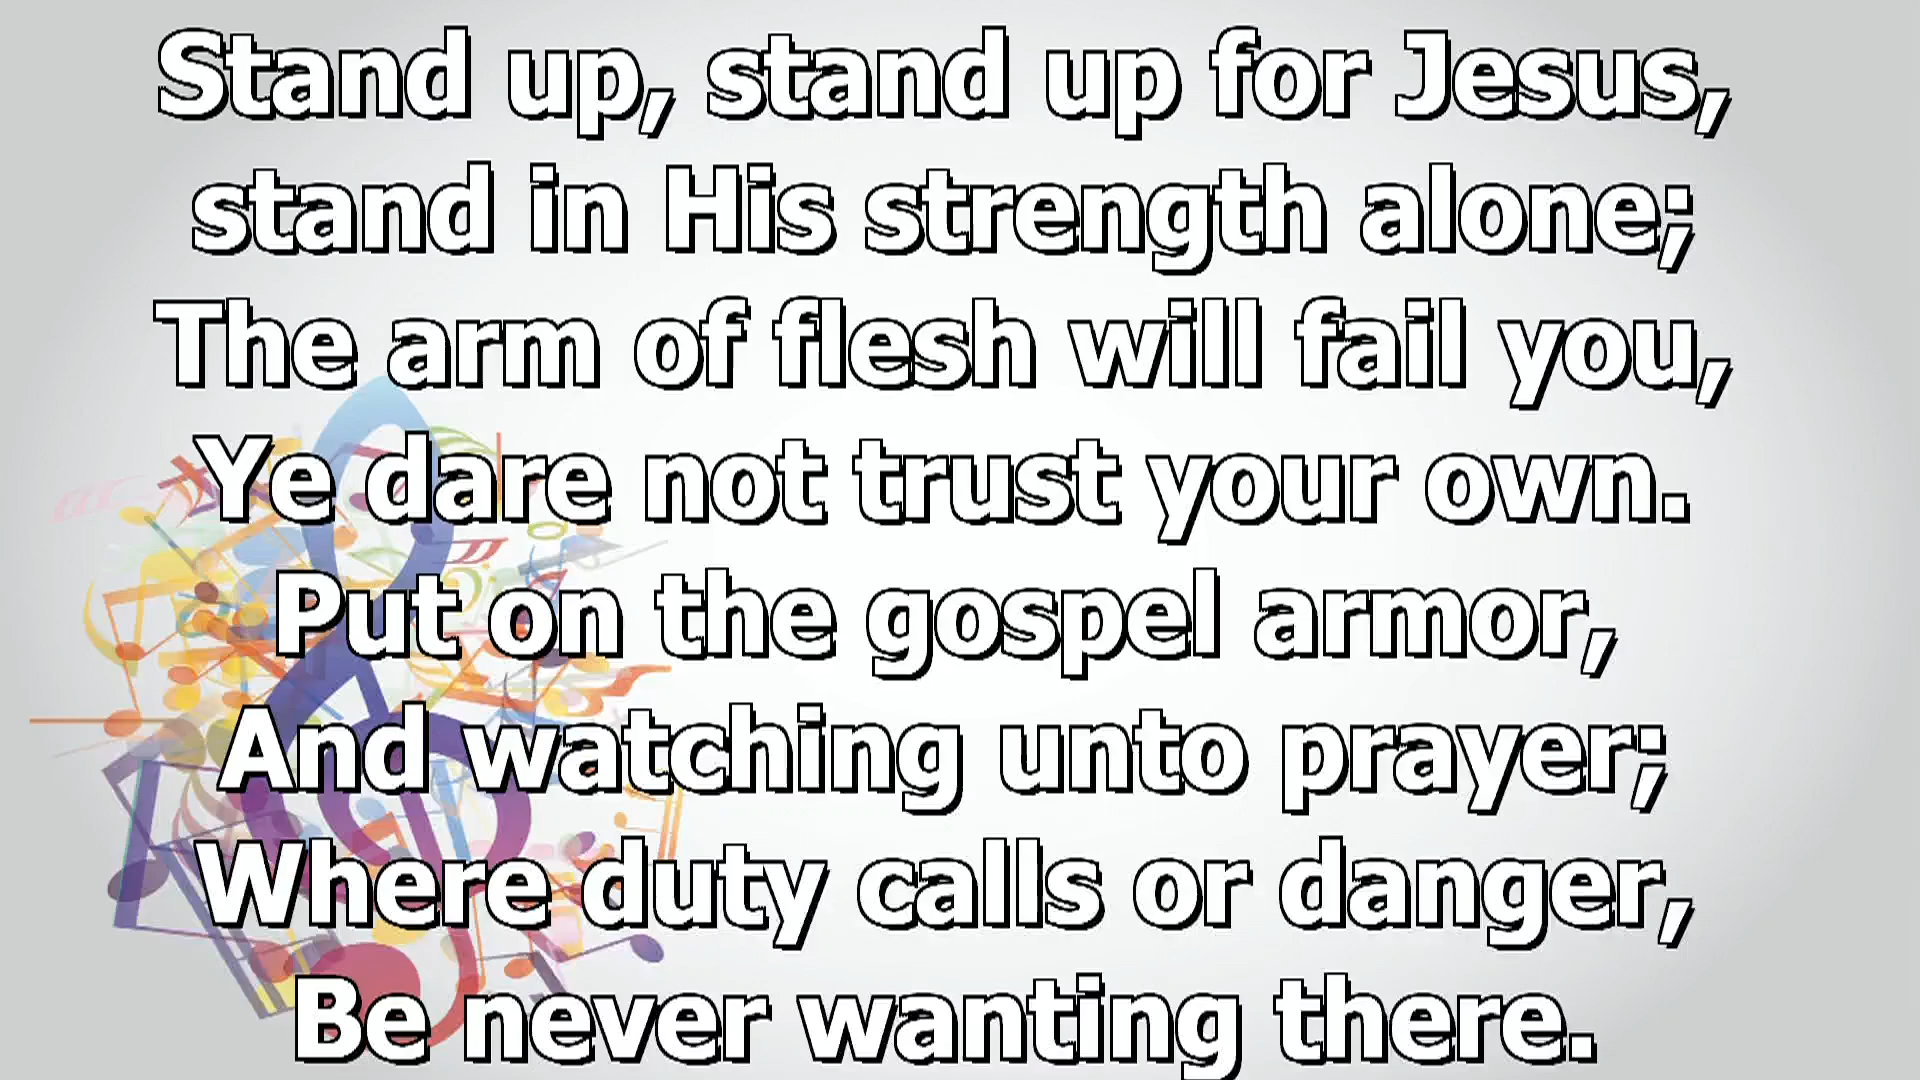 Stand up, stand up for Jesus,
stand in His strength alone;
The arm of flesh will fail you,
Ye dare not trust your own.
Put on the gospel armor,
And watching unto prayer;
Where duty calls or danger,
Be never wanting there.